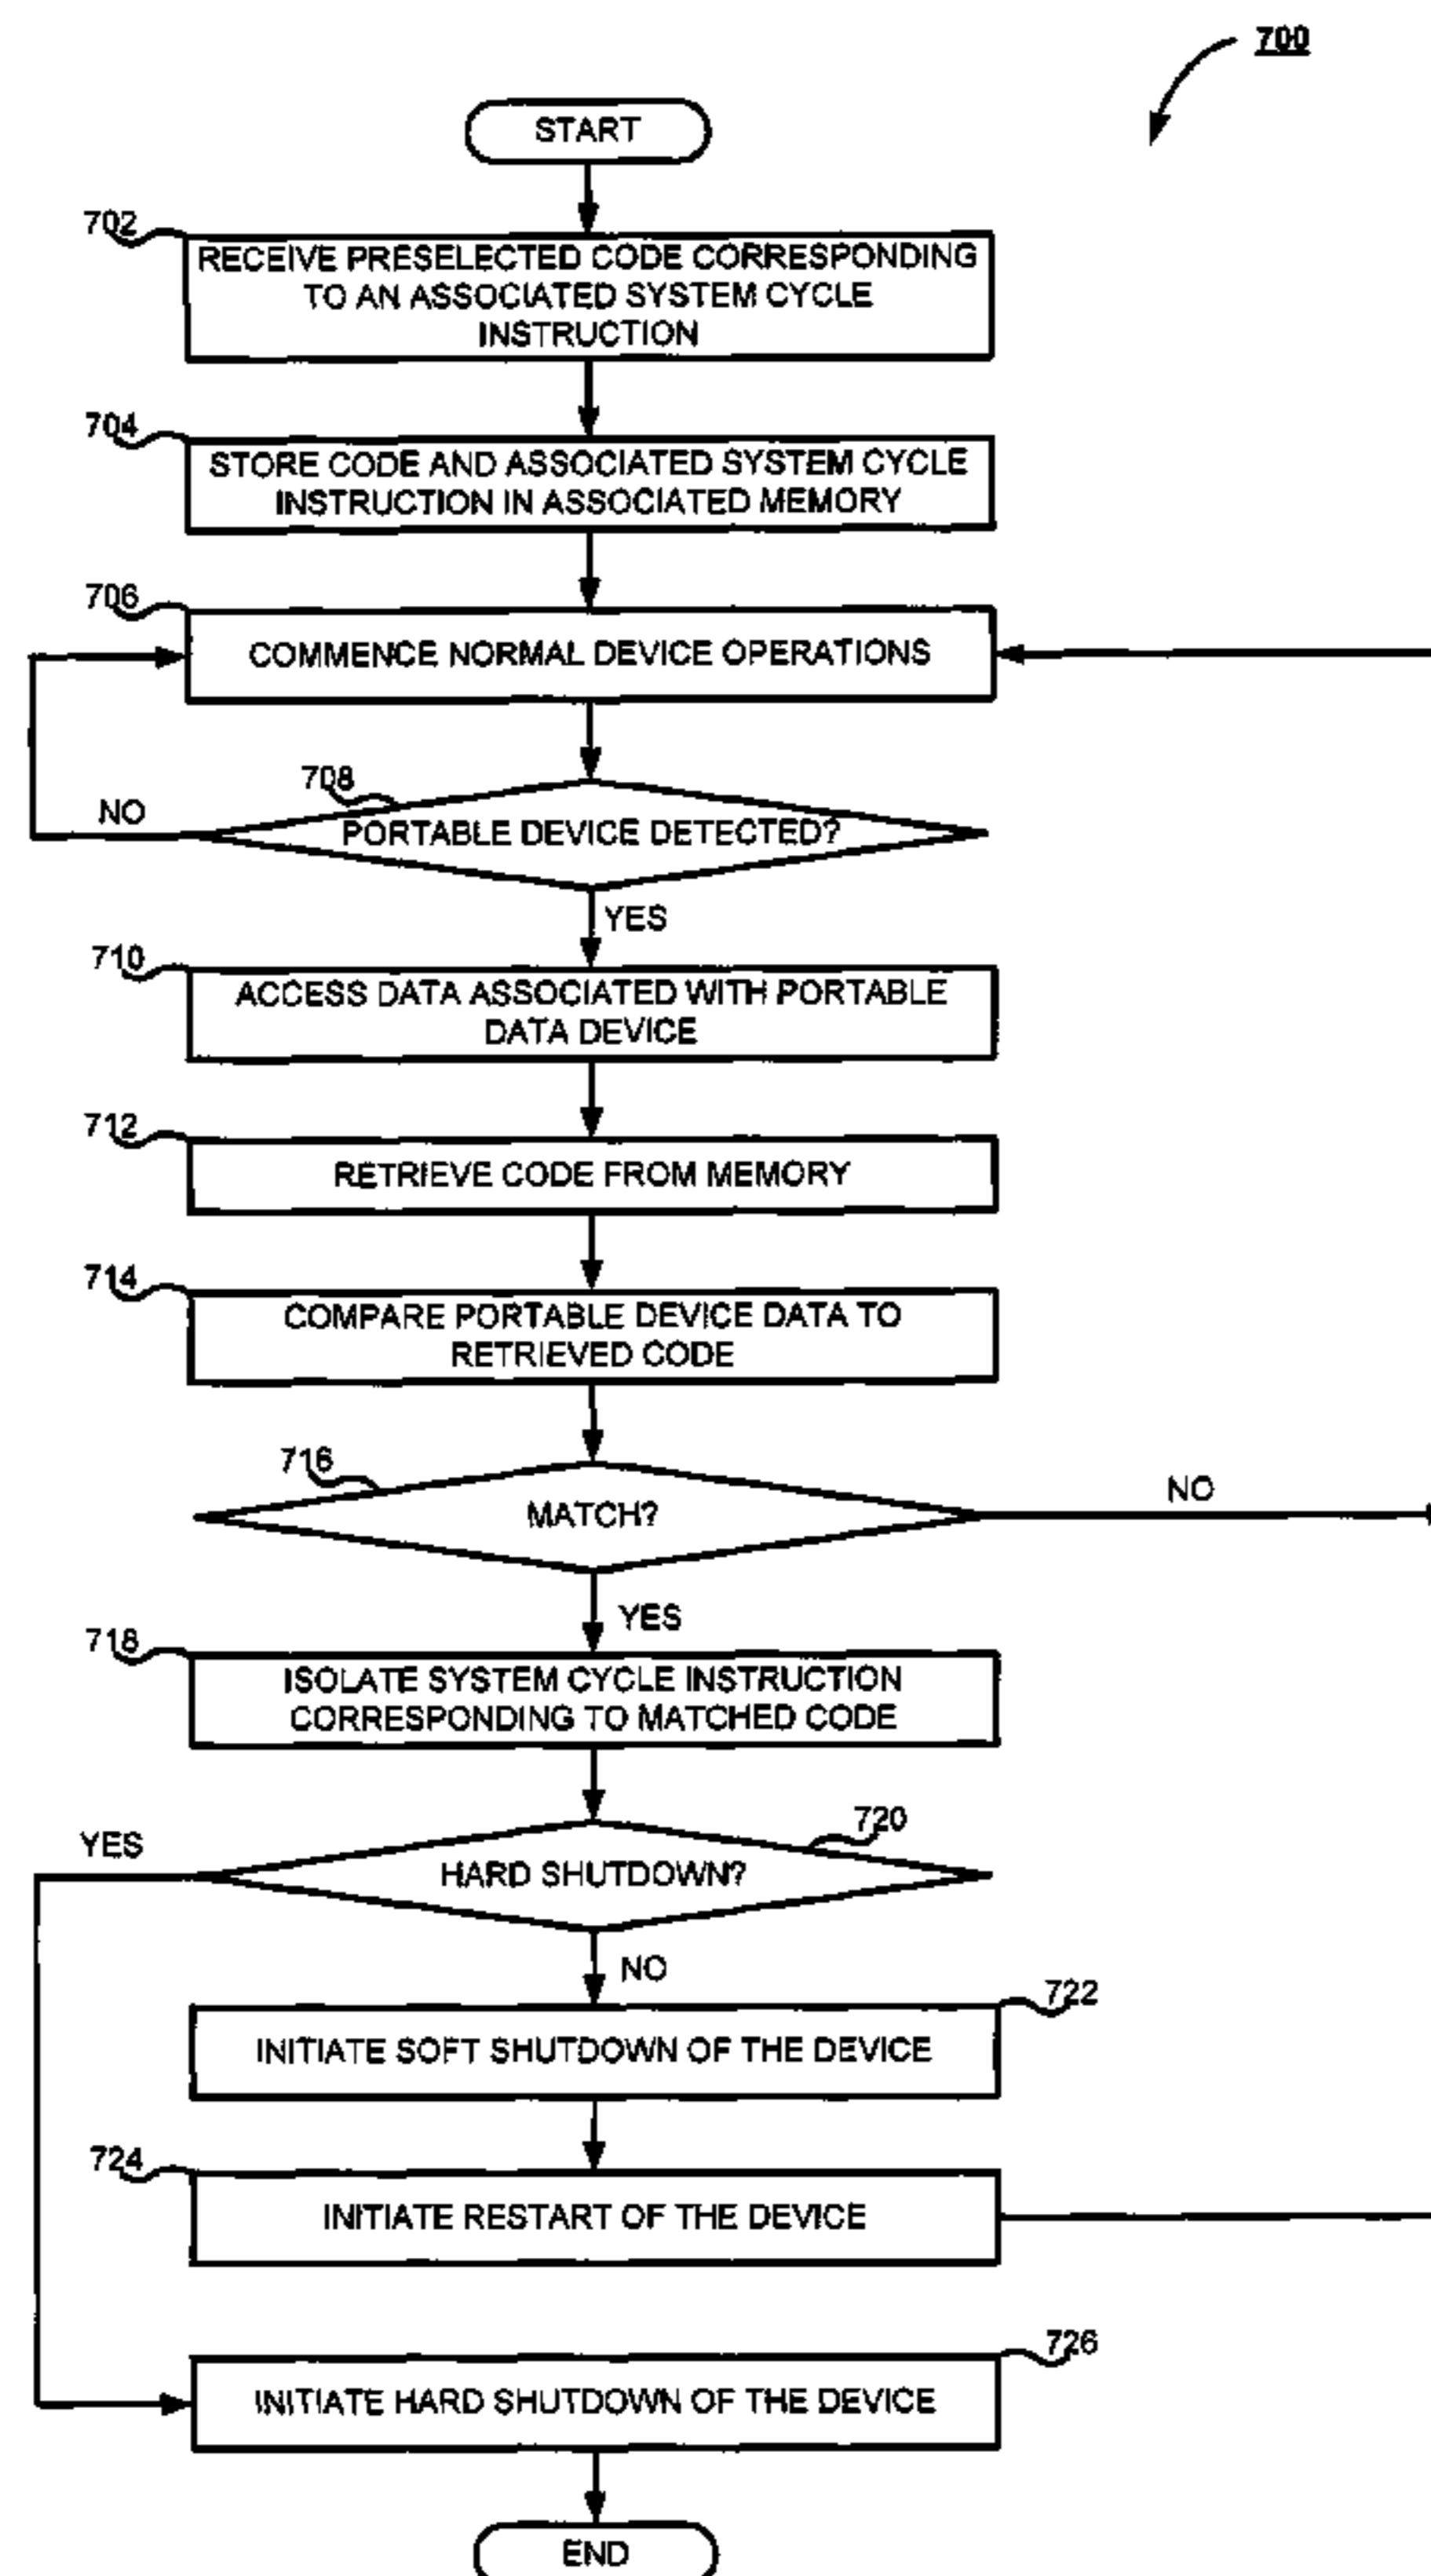 700
START
702
RECEIVE PRESELECTED CODE CORRESPONDING
TO AN ASSOCIATED SYSTEM CYCLE
INSTRUCTION
704
STORE CODE AND ASSOCIATED SYSTEM CYCLE
INSTRUCTION IN ASSOCIATED MEMORY
706
COMMENCE NORMAL DEVICE OPERATIONS
708
NO
PORTABLE DEVICE DETECTED?
YES
710
ACCESS DATA ASSOCIATED WITH PORTABLE
DATA DEVICE
712
RETRIEVE CODE FROM MEMORY
714
COMPARE PORTABLE DEVICE DATA TO
RETRIEVED CODE
716
MATCH?
NO
YES
718
ISOLATE SYSTEM CYCLE INSTRUCTION
CORRESPONDING TO MATCHED CODE
720
YES
HARD SHUTDOWN?
NO
722
INITIATE SOFT SHUTDOWN OF THE DEVICE
724
INITIATE RESTART OF THE DEVICE
726
INITIATE HARD SHUTDOWN OF THE DEVICE
END